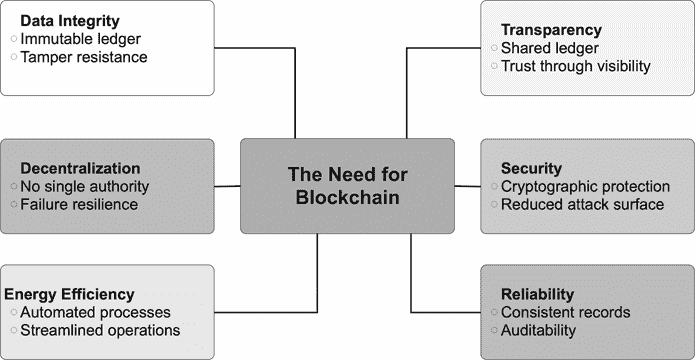 Data Integrity
○ Immutable ledger
○ Tamper resistance
Transparency
○ Shared ledger
○ Trust through visibility
Decentralization
○ No single authority
○ Failure resilience
The Need for
Blockchain
Security
○ Cryptographic protection
○ Reduced attack surface
Energy Efficiency
○ Automated processes
○ Streamlined operations
Reliability
○ Consistent records
○ Auditability